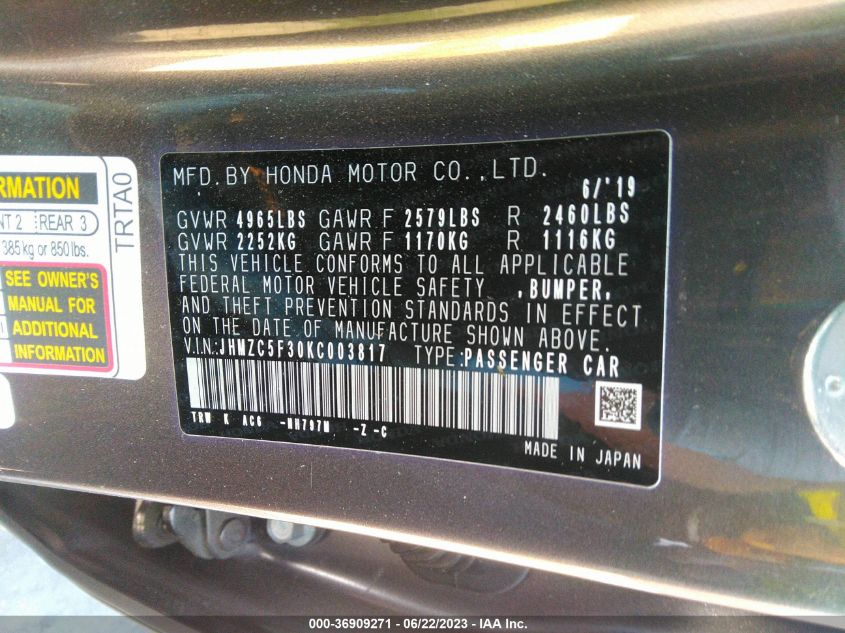 RMATION
NT 2 REAR 3
385 kg or 850 lbs.
SEE OWNER'S
MANUAL FOR
ADDITIONAL
INFORMATION
TRTA0
MFD. BY HONDA MOTOR CO., LTD.
6/'19
GVWR 4965LBS GAWR F 2579LBS R 2460LBS
GVWR 2252KG GAWR F 1170KG R 1116KG
THIS VEHICLE CONFORMS TO ALL APPLICABLE
FEDERAL MOTOR VEHICLE SAFETY , BUMPER,
AND THEFT PREVENTION STANDARDS IN EFFECT
ON THE DATE OF MANUFACTURE SHOWN ABOVE.
V.I.N.:JHMZC5F30KC003817 TYPE:PASSENGER CAR
TRW K AC6 -NH797M -Z -C
MADE IN JAPAN
000-36909271 - 06/22/2023 - IAA Inc.